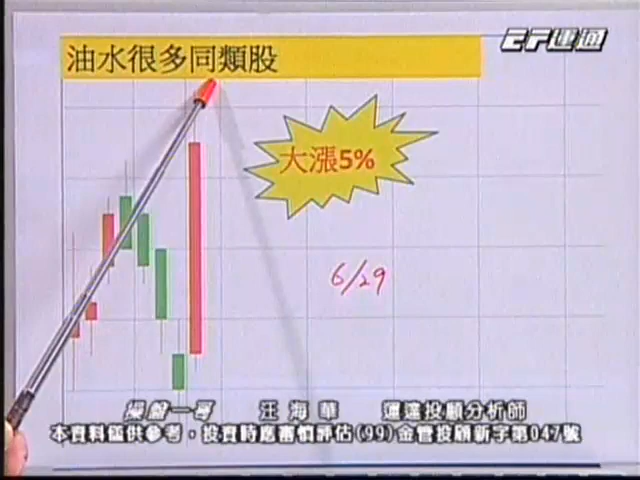 EF運通
油水很多同類股
大漲5%
6/29
操盤一哥 汪海華 運達投顧分析師
本資料僅供參考，投資時應審慎評估(99)金管投顧新字第047號